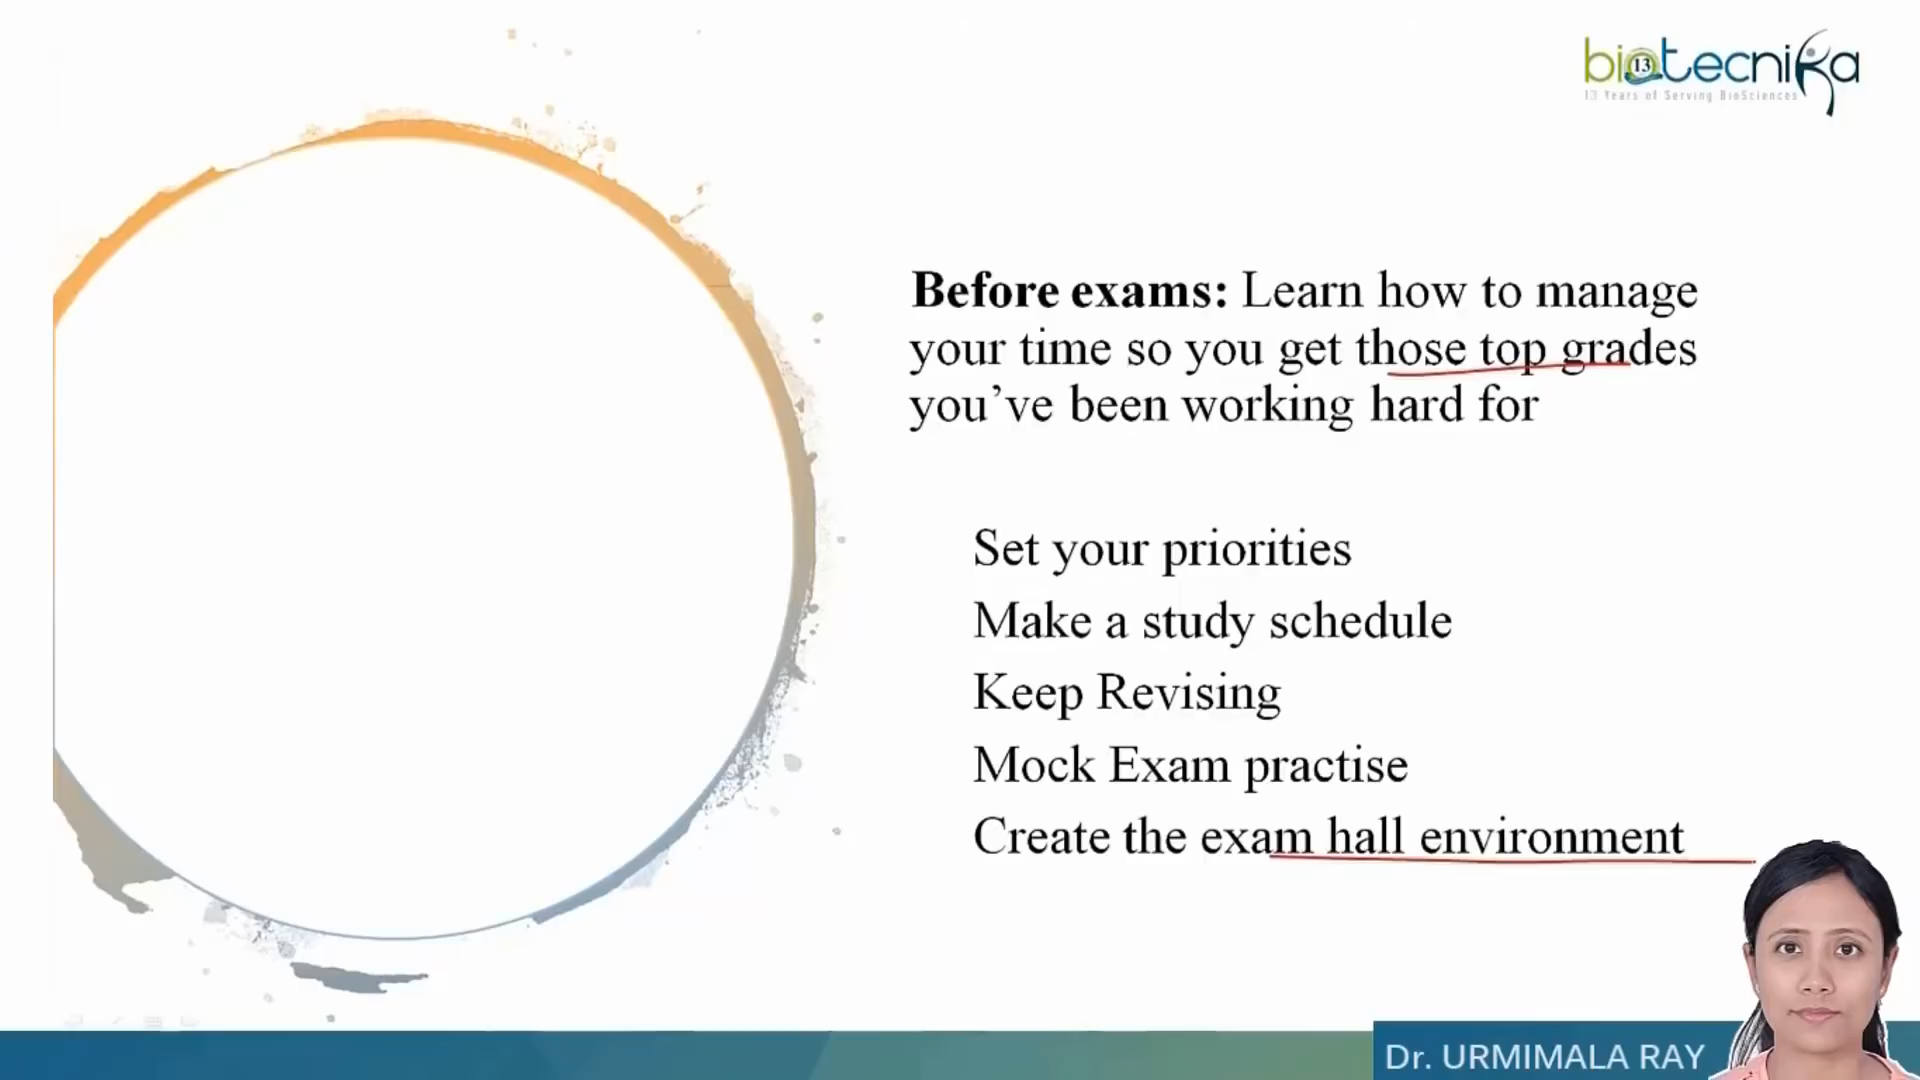 biotecnika
13
13 Years of Serving BioSciences
Before exams: Learn how to manage
your time so you get those top grades
you’ve been working hard for
Set your priorities
Make a study schedule
Keep Revising
Mock Exam practise
Create the exam hall environment
Dr. URMIMALA RAY